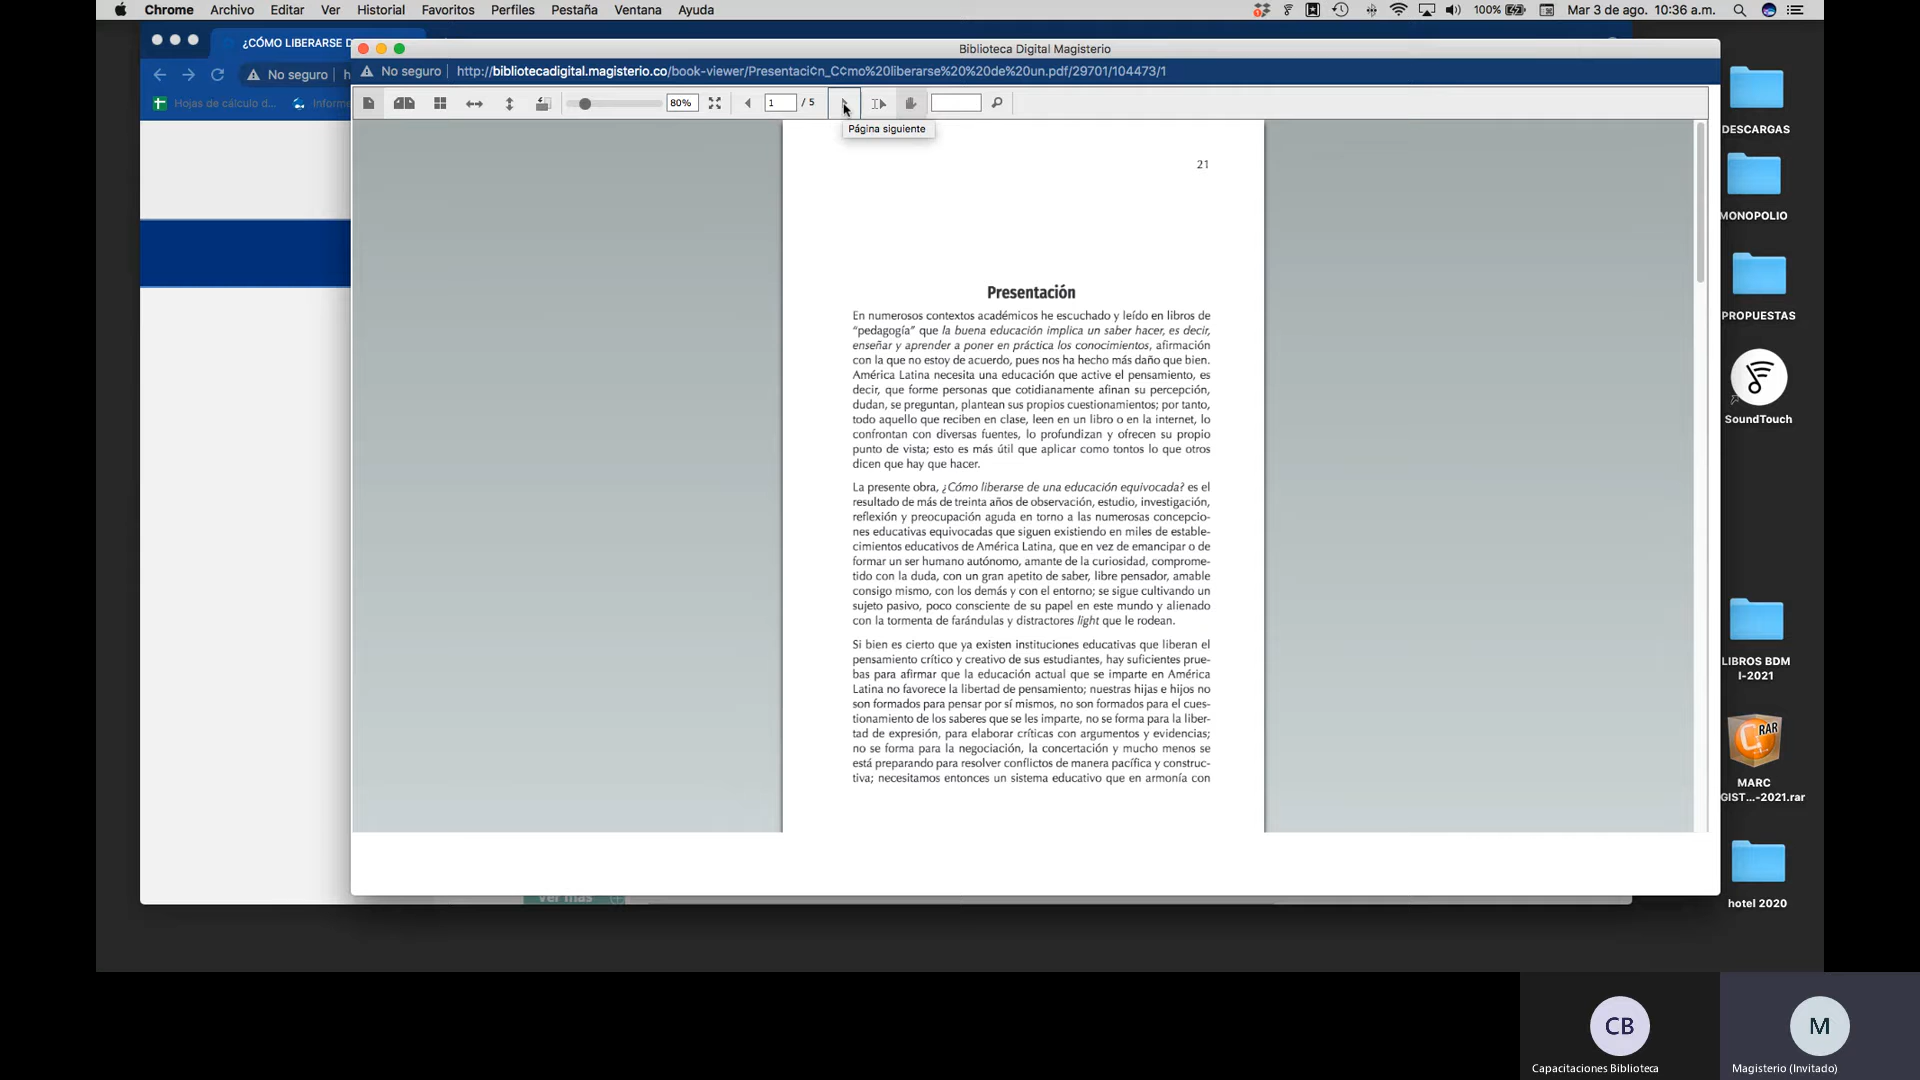 Chrome Archivo Editar Ver Historial Favoritos Perfiles Pestaña Ventana Ayuda 100% Mar 3 de ago. 10:36 a.m.
¿CÓMO LIBERARSE D
Biblioteca Digital Magisterio
No seguro h
No seguro http://bibliotecadigital.magisterio.co/book-viewer/Presentaci¢n_C¢mo%20liberarse%20%20de%20un.pdf/29701/104473/1
Hojas de cálculo d... Informe
80% 1 / 5
Página siguiente
21
Presentación
En numerosos contextos académicos he escuchado y leído en libros de
“pedagogía” que la buena educación implica un saber hacer, es decir,
enseñar y aprender a poner en práctica los conocimientos, afirmación
con la que no estoy de acuerdo, pues nos ha hecho más daño que bien.
América Latina necesita una educación que active el pensamiento, es
decir, que forme personas que cotidianamente afinan su percepción,
dudan, se preguntan, plantean sus propios cuestionamientos; por tanto,
todo aquello que reciben en clase, leen en un libro o en la internet, lo
confrontan con diversas fuentes, lo profundizan y ofrecen su propio
punto de vista; esto es más útil que aplicar como tontos lo que otros
dicen que hay que hacer.
La presente obra, ¿Cómo liberarse de una educación equivocada? es el
resultado de más de treinta años de observación, estudio, investigación,
reflexión y preocupación aguda en torno a las numerosas concepcio-
nes educativas equivocadas que siguen existiendo en miles de estable-
cimientos educativos de América Latina, que en vez de emancipar o de
formar un ser humano autónomo, amante de la curiosidad, comprome-
tido con la duda, con un gran apetito de saber, libre pensador, amable
consigo mismo, con los demás y con el entorno; se sigue cultivando un
sujeto pasivo, poco consciente de su papel en este mundo y alienado
con la tormenta de farándulas y distractores light que le rodean.
Si bien es cierto que ya existen instituciones educativas que liberan el
pensamiento crítico y creativo de sus estudiantes, hay suficientes prue-
bas para afirmar que la educación actual que se imparte en América
Latina no favorece la libertad de pensamiento; nuestras hijas e hijos no
son formados para pensar por sí mismos, no son formados para el cues-
tionamiento de los saberes que se les imparte, no se forma para la liber-
tad de expresión, para elaborar críticas con argumentos y evidencias;
no se forma para la negociación, la concertación y mucho menos se
está preparando para resolver conflictos de manera pacífica y construc-
tiva; necesitamos entonces un sistema educativo que en armonía con
Ver más
DESCARGAS
MONOPOLIO
PROPUESTAS
SoundTouch
LIBROS BDM
I-2021
RAR
MARC
GIST...-2021.rar
hotel 2020
CB
Capacitaciones Biblioteca
M
Magisterio (Invitado)